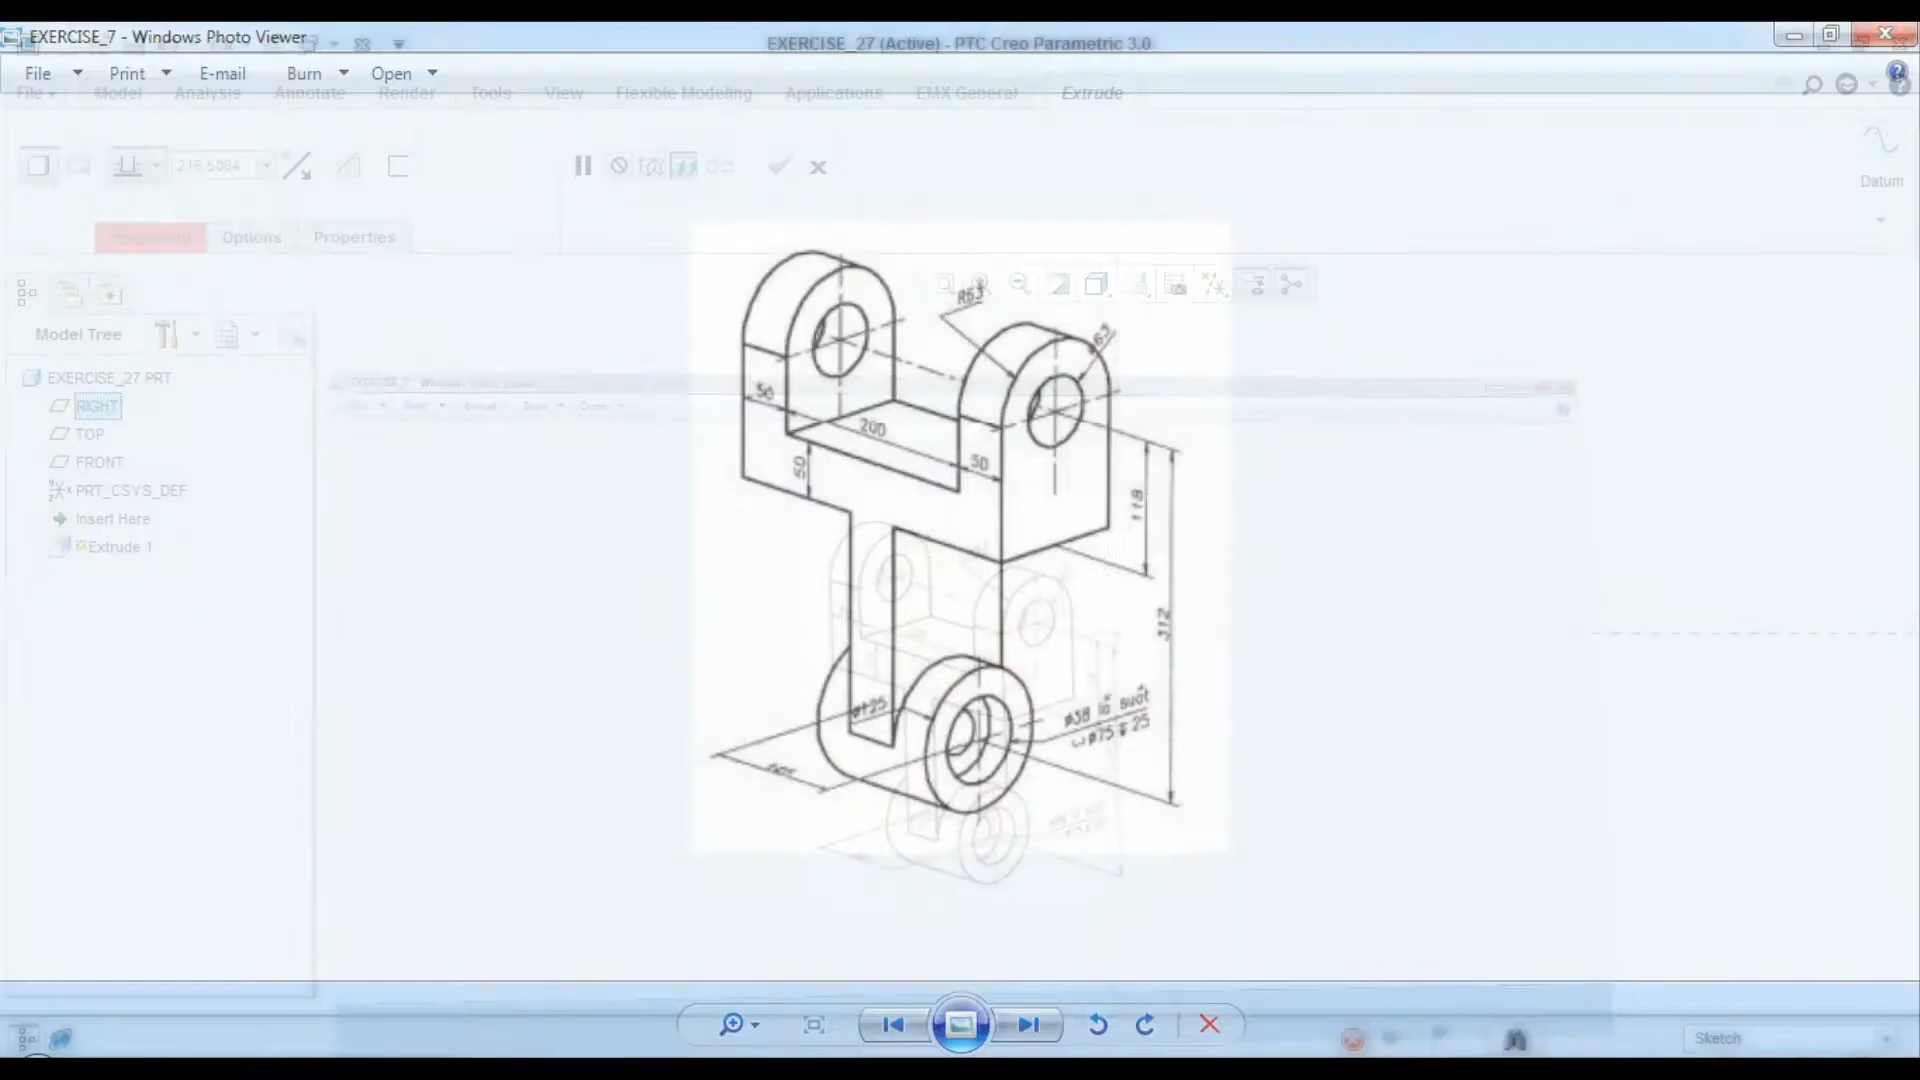 EXERCISE_7 - Windows Photo Viewer
EXERCISE_27 (Active) - PTC Creo Parametric 3.0
File Print E-mail Burn Open
File Model Analysis Annotate Render Tools View Flexible Modeling Applications EMX General Extrude
216.5064
Datum
Options Properties
Model Tree
EXERCISE_27.PRT
RIGHT
TOP
FRONT
PRT_CSYS_DEF
Insert Here
Extrude 1
R63
50
200
50
50
118
312
ø125
ø38 lỗ suốt
⌴ø75 ↧ 25
Sketch